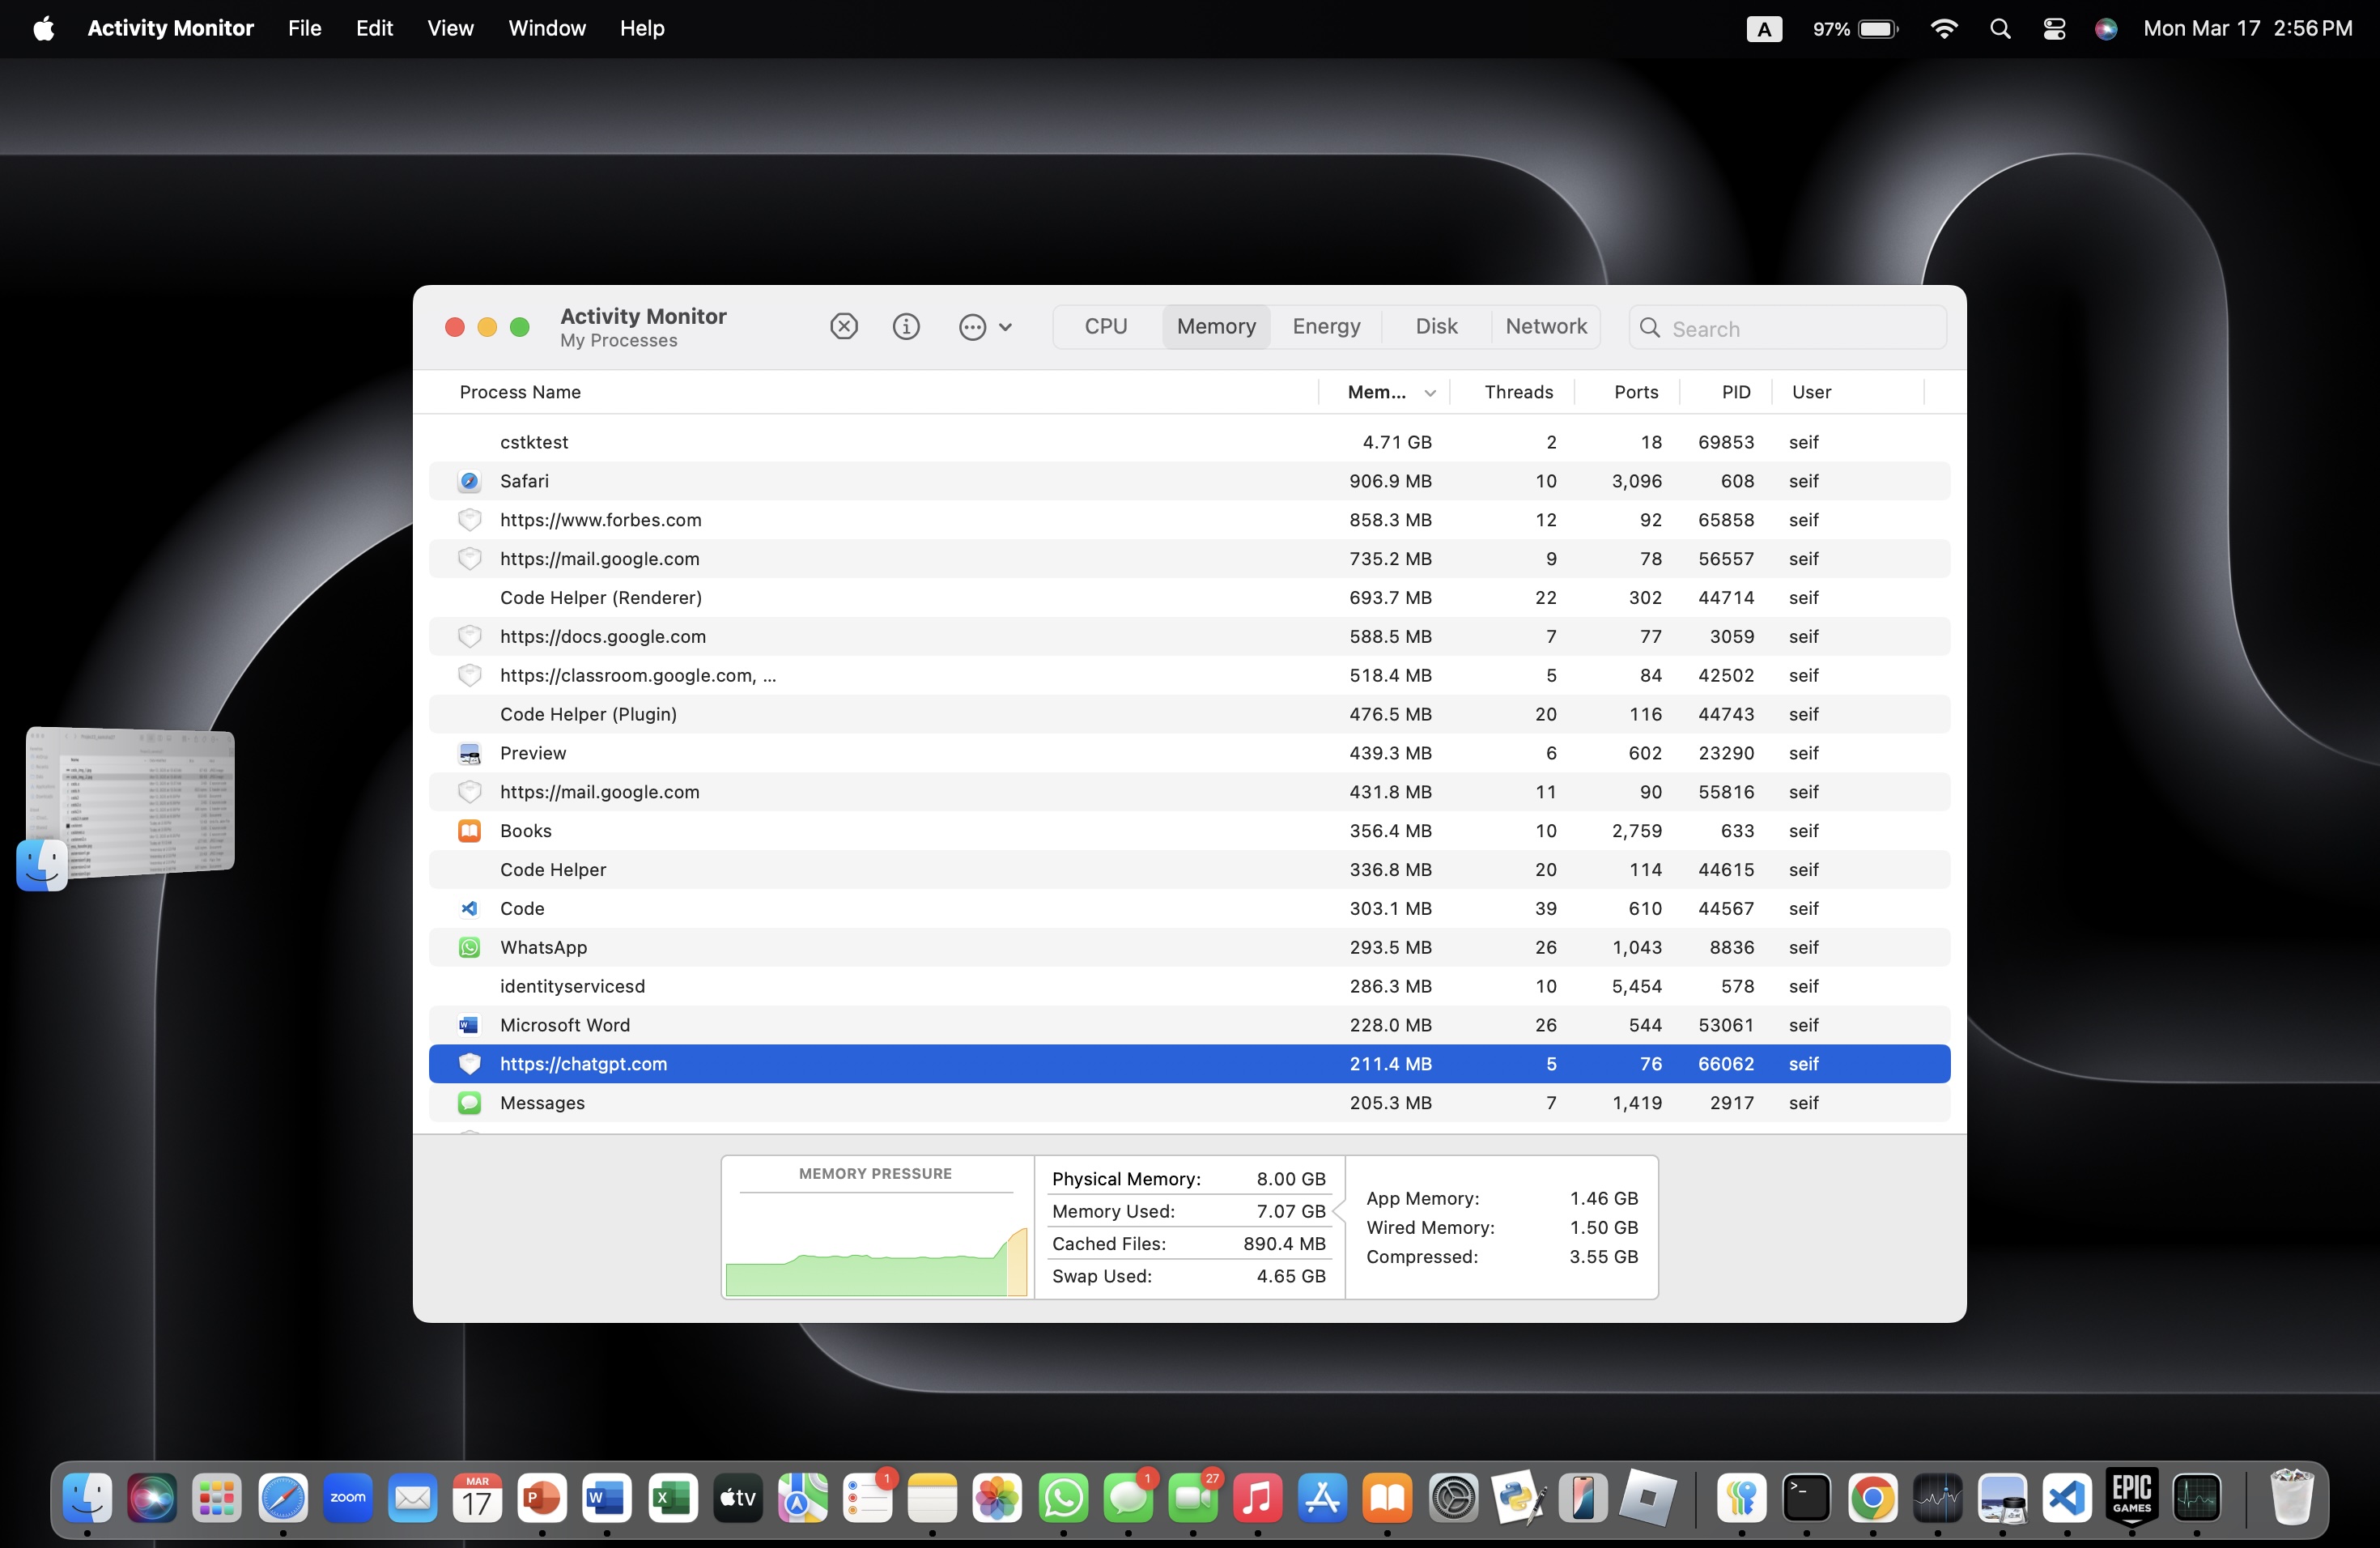 Activity Monitor File Edit View Window Help A 97% Mon Mar 17 2:56 PM
Activity Monitor
My Processes
CPU Memory Energy Disk Network Search
Process Name Mem... Threads Ports PID User
cstktest 4.71 GB 2 18 69853 seif
Safari 906.9 MB 10 3,096 608 seif
https://www.forbes.com 858.3 MB 12 92 65858 seif
https://mail.google.com 735.2 MB 9 78 56557 seif
Code Helper (Renderer) 693.7 MB 22 302 44714 seif
https://docs.google.com 588.5 MB 7 77 3059 seif
https://classroom.google.com, ... 518.4 MB 5 84 42502 seif
Code Helper (Plugin) 476.5 MB 20 116 44743 seif
Preview 439.3 MB 6 602 23290 seif
https://mail.google.com 431.8 MB 11 90 55816 seif
Books 356.4 MB 10 2,759 633 seif
Code Helper 336.8 MB 20 114 44615 seif
Code 303.1 MB 39 610 44567 seif
WhatsApp 293.5 MB 26 1,043 8836 seif
identityservicesd 286.3 MB 10 5,454 578 seif
Microsoft Word 228.0 MB 26 544 53061 seif
https://chatgpt.com 211.4 MB 5 76 66062 seif
Messages 205.3 MB 7 1,419 2917 seif
MEMORY PRESSURE
Physical Memory: 8.00 GB
Memory Used: 7.07 GB
Cached Files: 890.4 MB
Swap Used: 4.65 GB
App Memory: 1.46 GB
Wired Memory: 1.50 GB
Compressed: 3.55 GB
zoom MAR 17 P W X tv 1 1 27 >_ EPIC GAMES